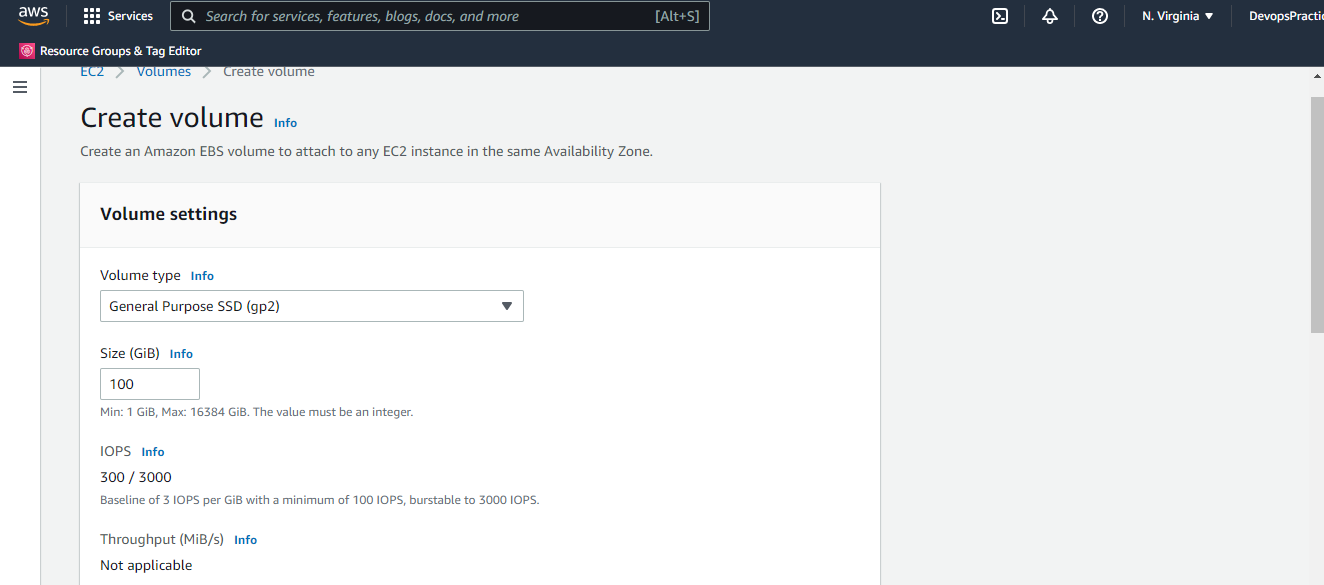 aws
Services
Search for services, features, blogs, docs, and more
[Alt+S]
N. Virginia
DevopsPractic
Resource Groups & Tag Editor
EC2
Volumes
Create volume
Create volume
Info
Create an Amazon EBS volume to attach to any EC2 instance in the same Availability Zone.
Volume settings
Volume type Info
General Purpose SSD (gp2)
Size (GiB) Info
100
Min: 1 GiB, Max: 16384 GiB. The value must be an integer.
IOPS Info
300 / 3000
Baseline of 3 IOPS per GiB with a minimum of 100 IOPS, burstable to 3000 IOPS.
Throughput (MiB/s) Info
Not applicable